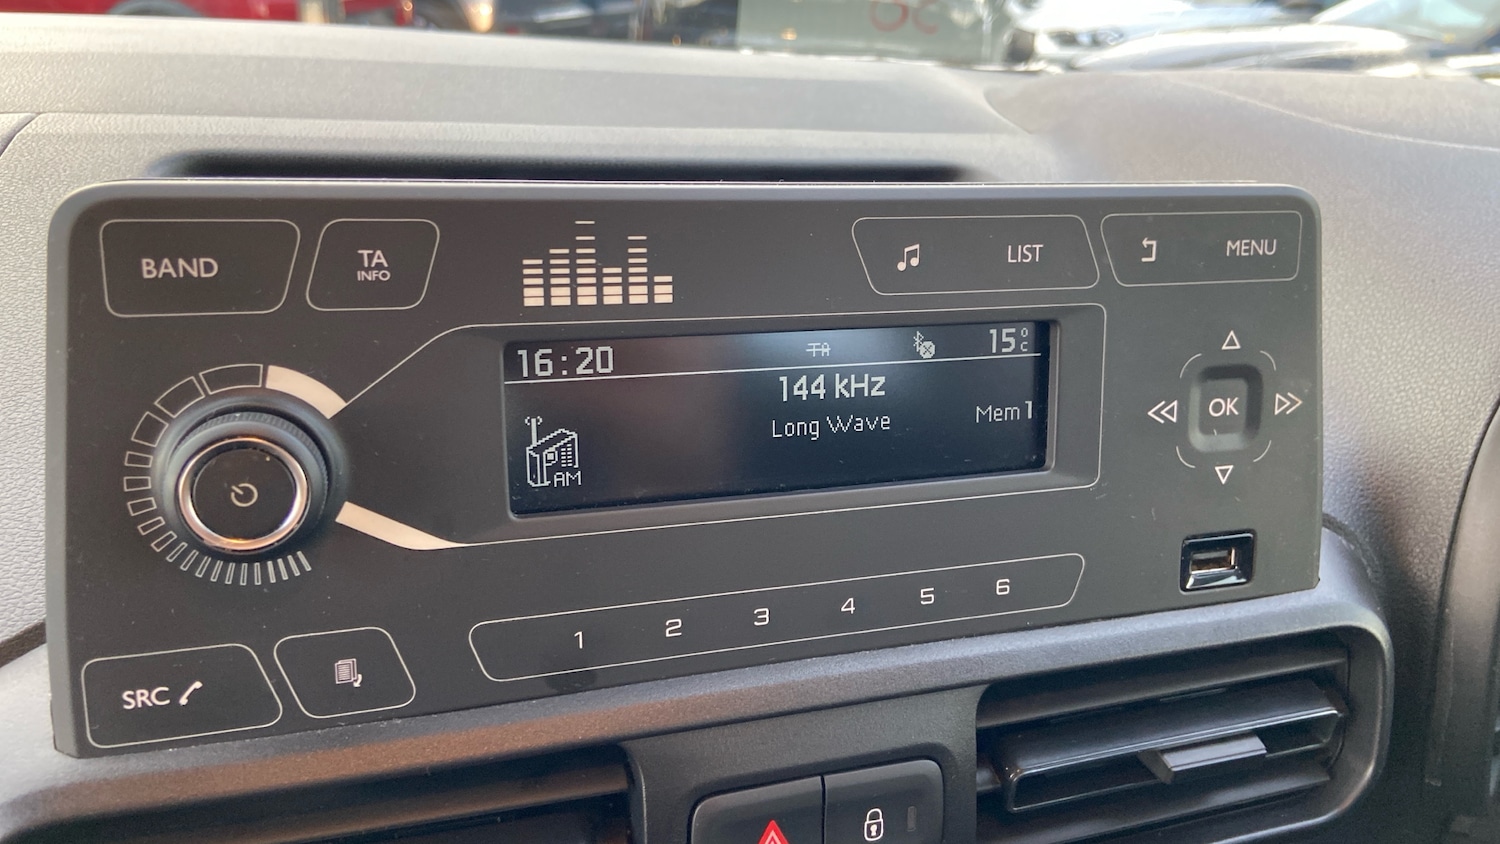 BAND
TA
INFO
LIST
MENU
16:20
TA
15°C
144 kHz
Long Wave
Mem 1
AM
OK
1 2 3 4 5 6
SRC